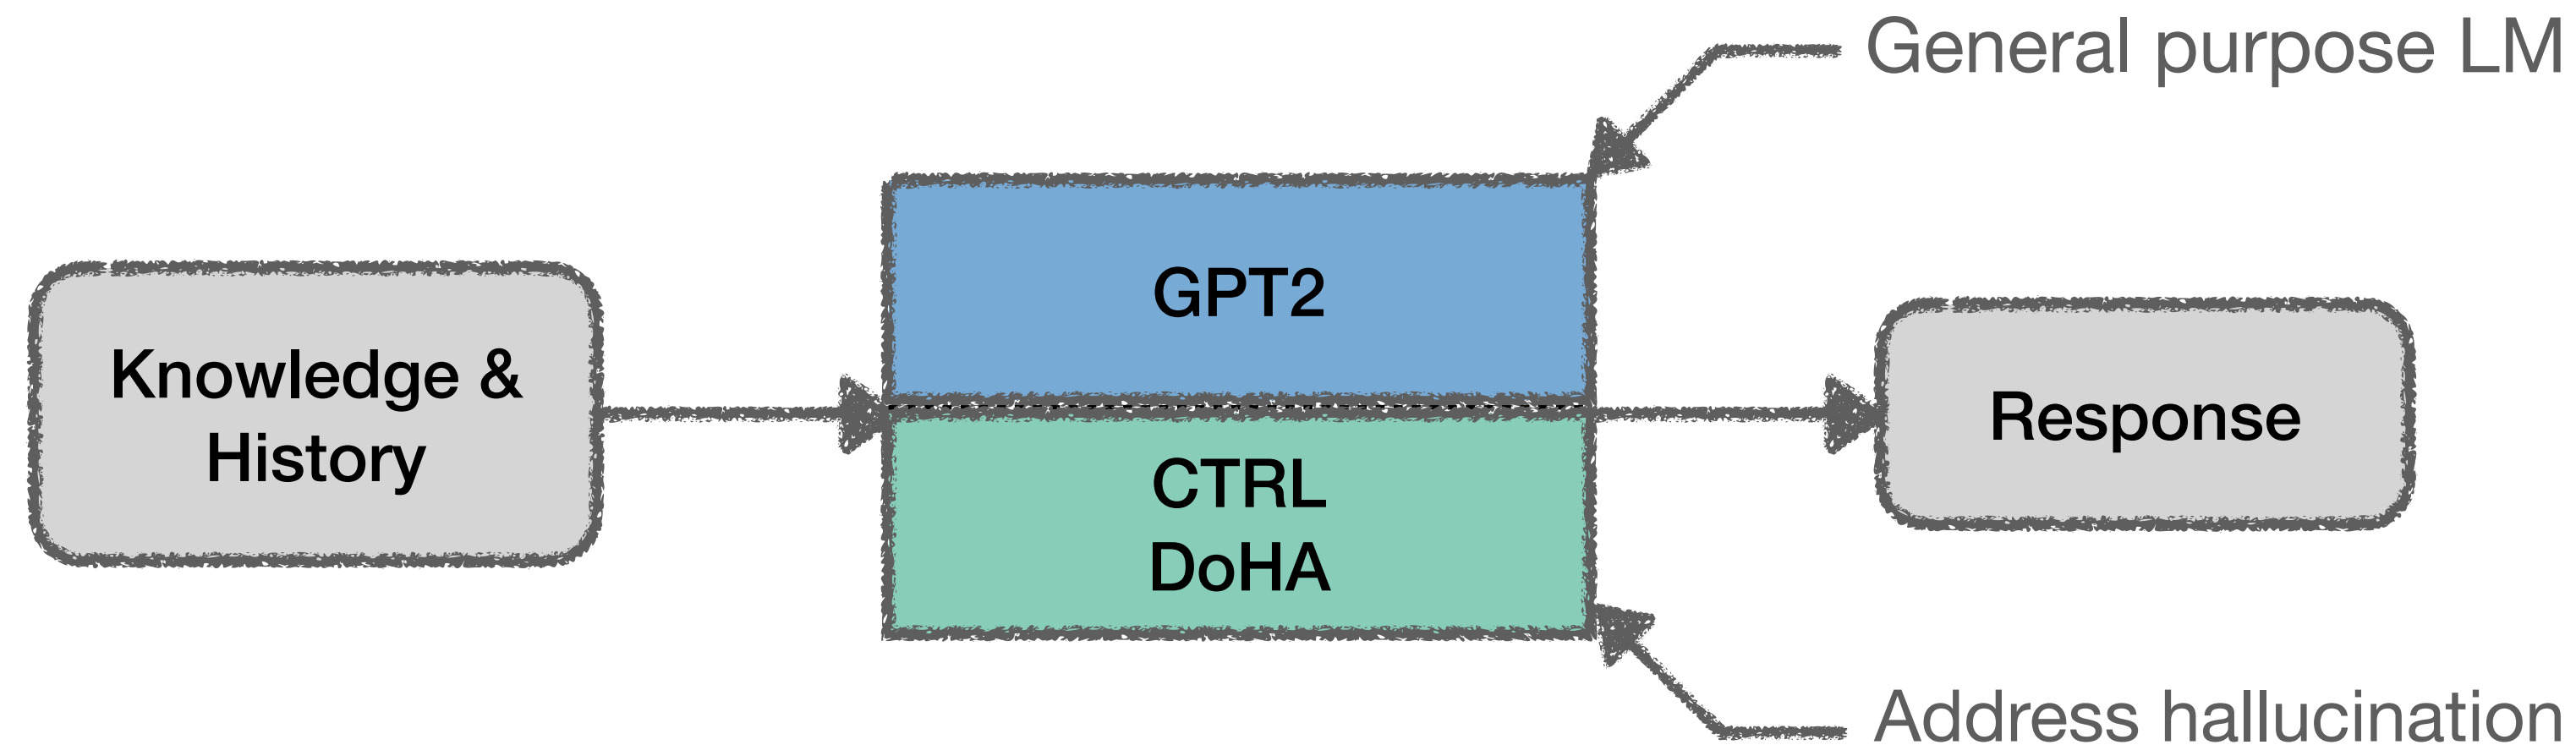 General purpose LM
GPT2
Knowledge &
History
CTRL
DoHA
Response
Address hallucination